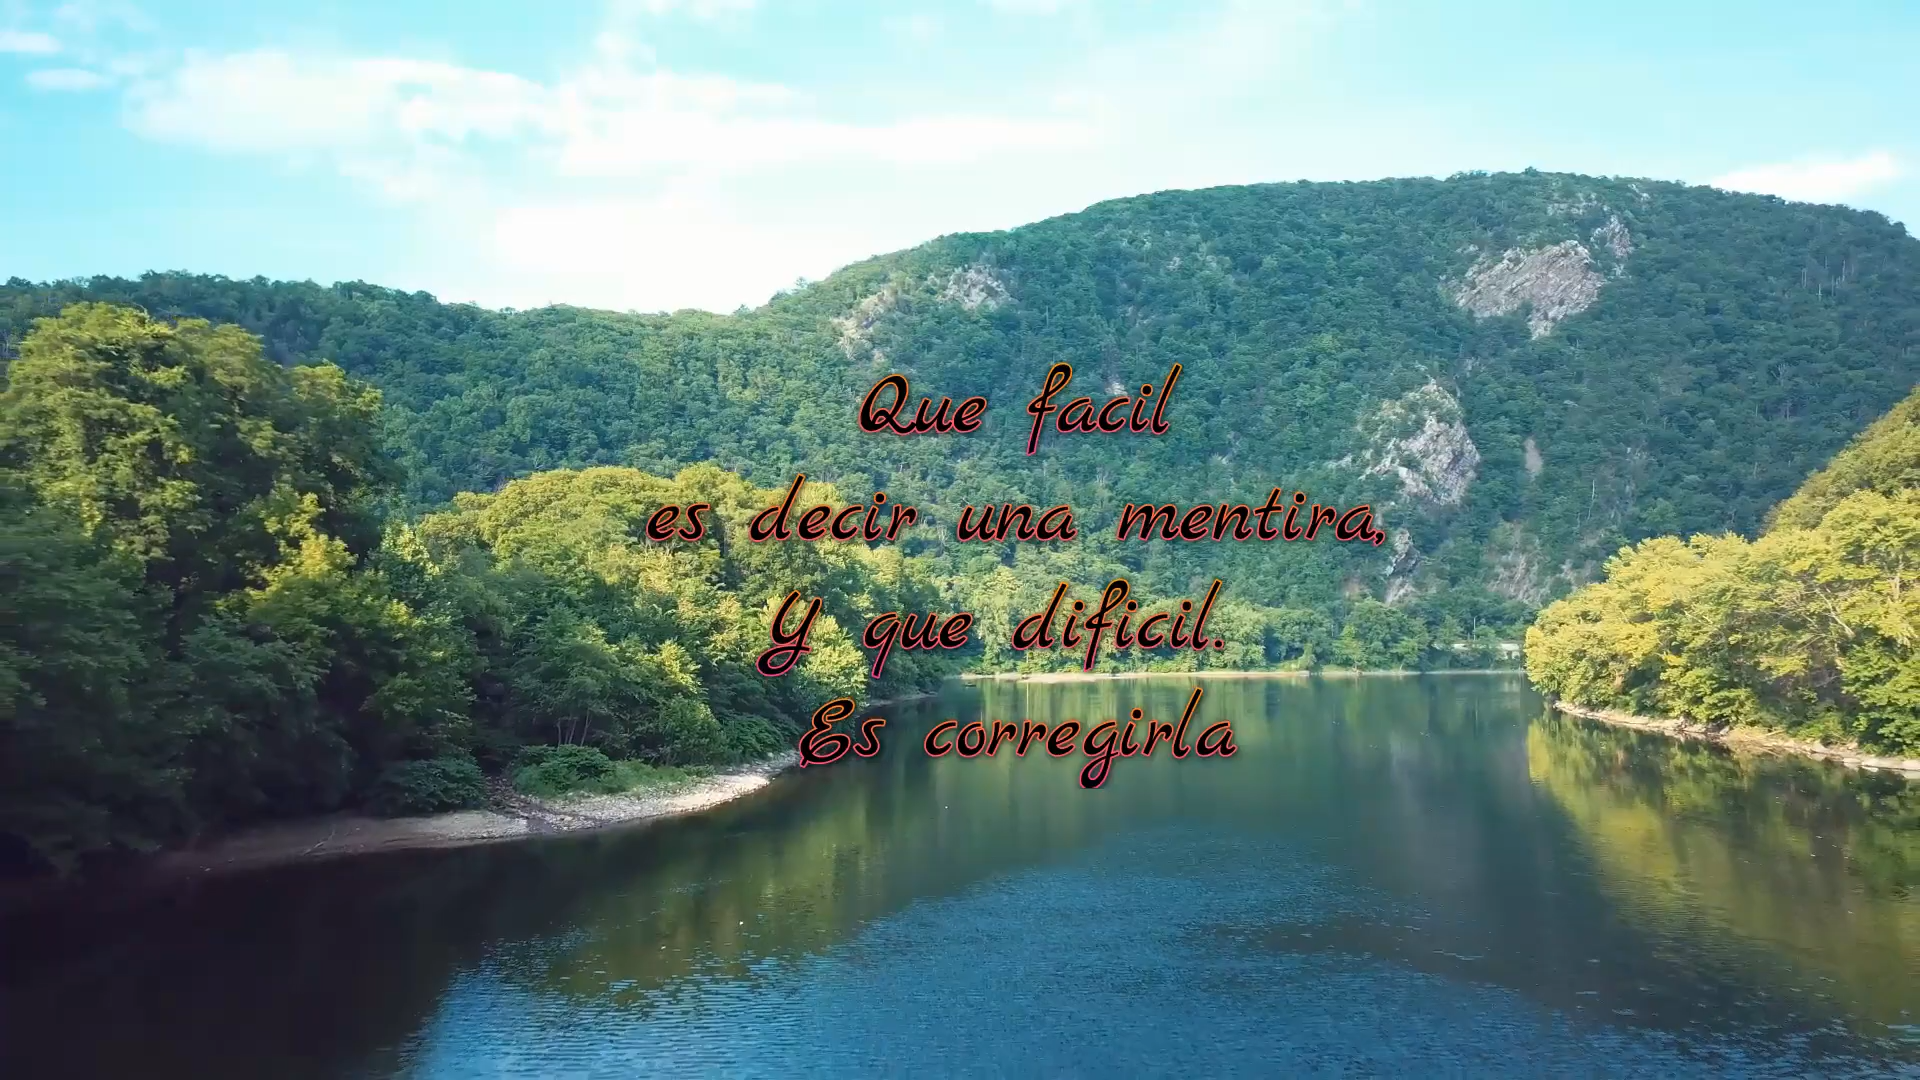 Que facil
es decir una mentira,
Y que dificil.
Es corregirla